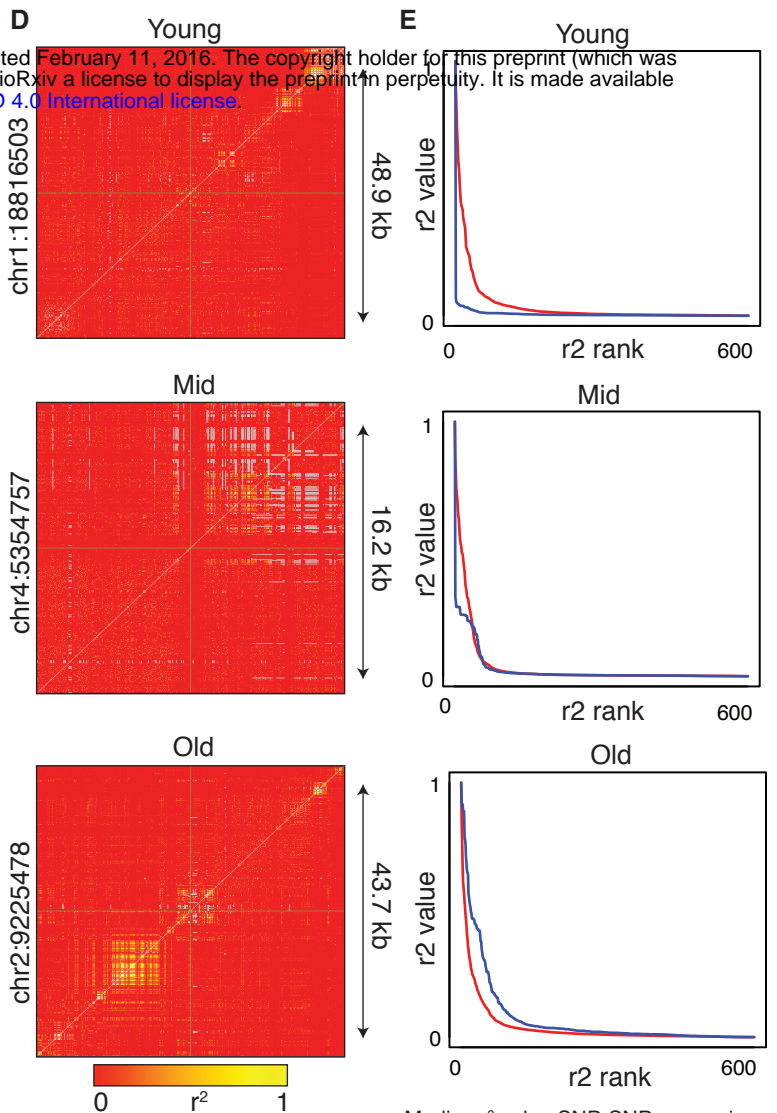 D
E
Young
Young
ted February 11, 2016. The copyright holder for this preprint (which was
ioRxiv a license to display the preprint in perpetuity. It is made available
4.0 International license.
chr1:18816503
48.9 kb
r2 value
0
0
r2 rank
600
Mid
Mid
chr4:5354757
16.2 kb
1
r2 value
0
0
r2 rank
600
Old
Old
chr2:9225478
43.7 kb
1
r2 value
0
0
r2 rank
600
0
r²
1